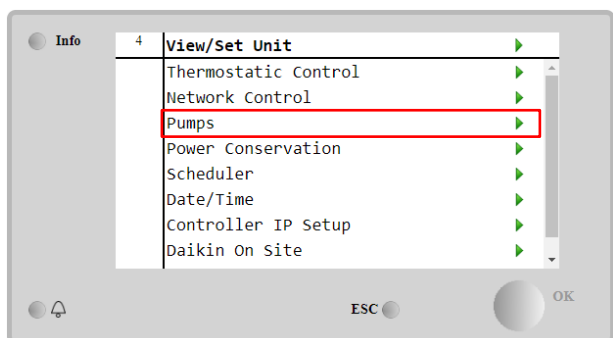 Info
4 View/Set Unit
Thermostatic Control
Network Control
Pumps
Power Conservation
Scheduler
Date/Time
Controller IP Setup
Daikin On Site
ESC
OK